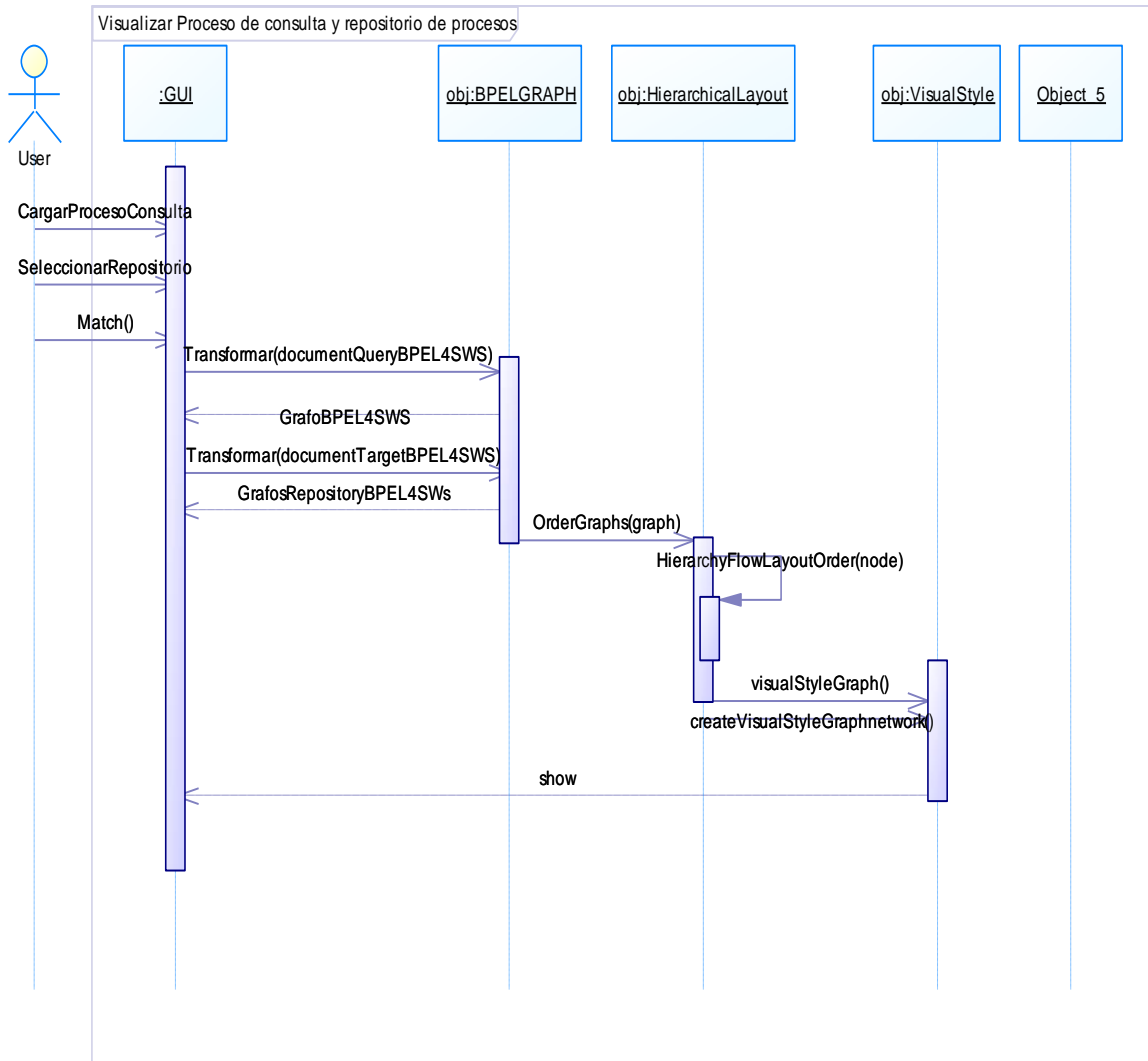 Visualizar Proceso de consulta y repositorio de procesos
:GUI
obj:BPELGRAPH
obj:HierarchicalLayout
obj:VisualStyle
Object_5
User
CargarProcesoConsulta
SeleccionarRepositorio
Match()
Transformar(documentQueryBPEL4SWS)
GrafoBPEL4SWS
Transformar(documentTargetBPEL4SWS)
GrafosRepositoryBPEL4SWs
OrderGraphs(graph)
HierarchyFlowLayoutOrder(node)
visualStyleGraph()
createVisualStyleGraphnetwork()
show